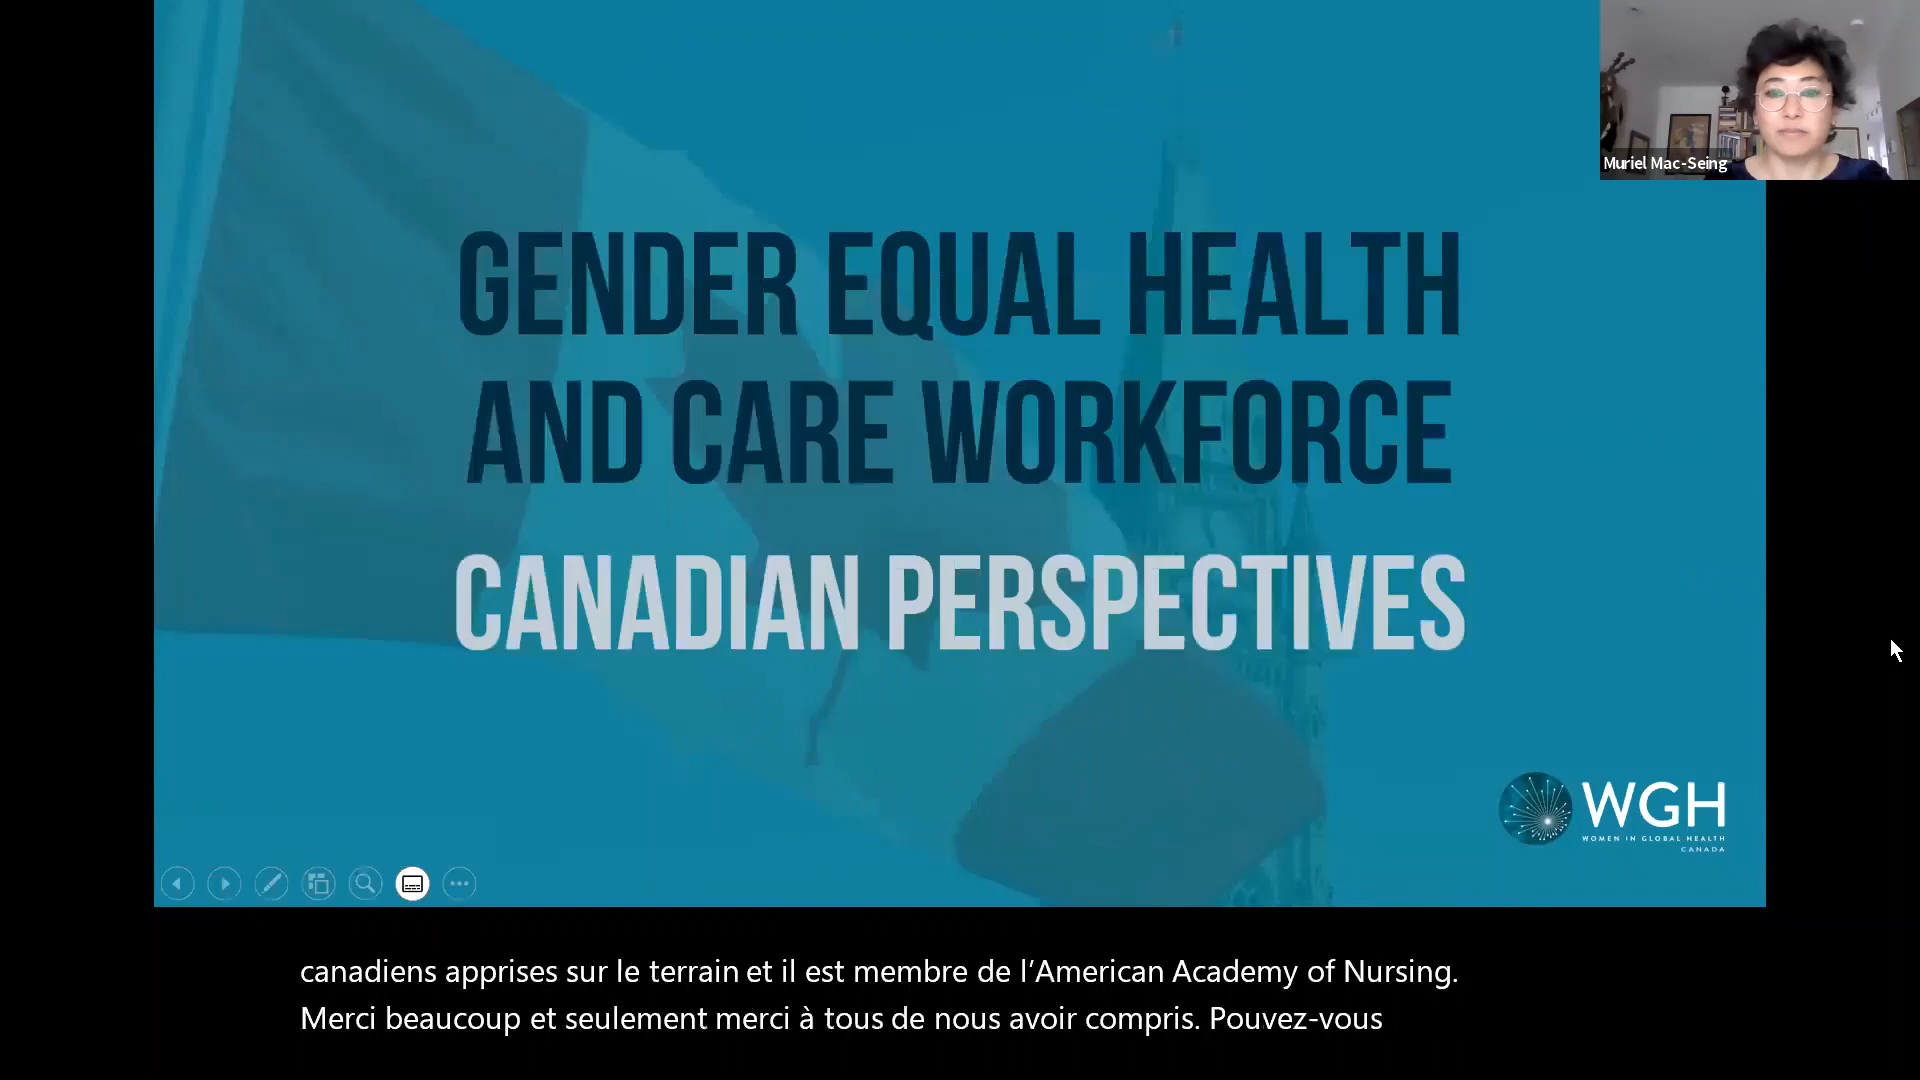 Muriel Mac-Seing
GENDER EQUAL HEALTH
AND CARE WORKFORCE
CANADIAN PERSPECTIVES
WGH
WOMEN IN GLOBAL HEALTH
CANADA
canadiens apprises sur le terrain et il est membre de l’American Academy of Nursing.
Merci beaucoup et seulement merci à tous de nous avoir compris. Pouvez-vous